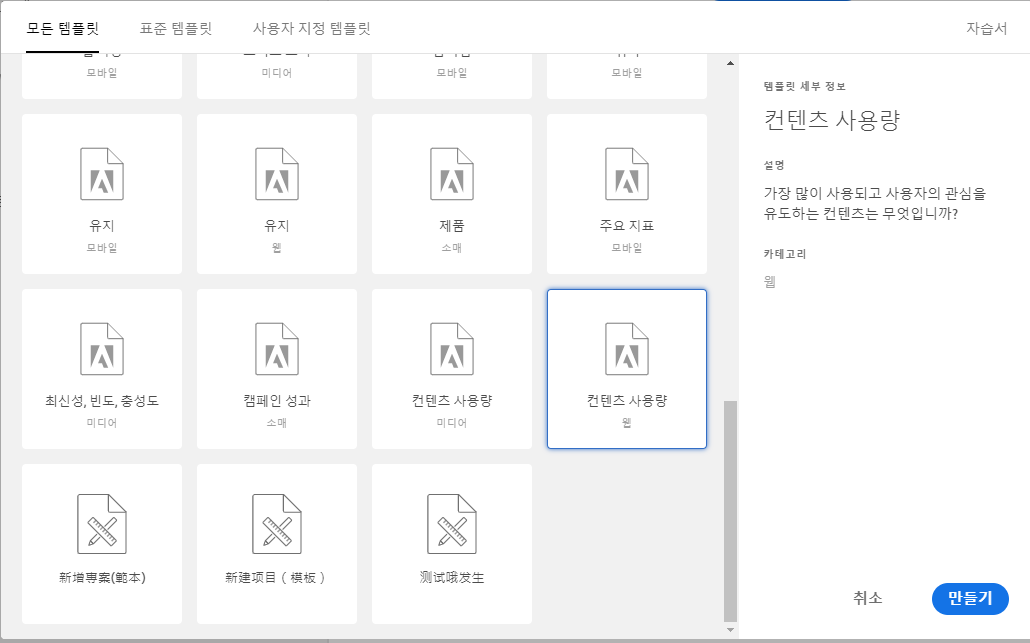 모든 템플릿
표준 템플릿
사용자 지정 템플릿
자습서
모바일
미디어
모바일
모바일
유지
모바일
유지
웹
제품
소매
주요 지표
모바일
최신성, 빈도, 충성도
미디어
캠페인 성과
소매
컨텐츠 사용량
미디어
컨텐츠 사용량
웹
新增專案(範本)
新建项目（模板）
测试哦发生
템플릿 세부 정보
컨텐츠 사용량
설명
가장 많이 사용되고 사용자의 관심을
유도하는 컨텐츠는 무엇입니까?
카테고리
웹
취소
만들기